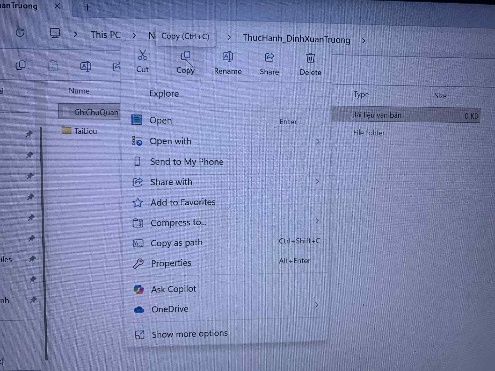 anTruong
This PC
N
Copy (Ctrl+C)
ThucHanh_DinhXuanTruong
Cut
Copy
Rename
Share
Delete
Name
Type
Size
GhiChuQuan
Tài liệu văn bản
0 KB
TaiLieu
File folder
Explore
Open
Enter
Open with
Send to My Phone
Share with
Add to Favorites
Compress to...
Copy as path
Ctrl+Shift+C
Properties
Alt+Enter
Ask Copilot
OneDrive
Show more options